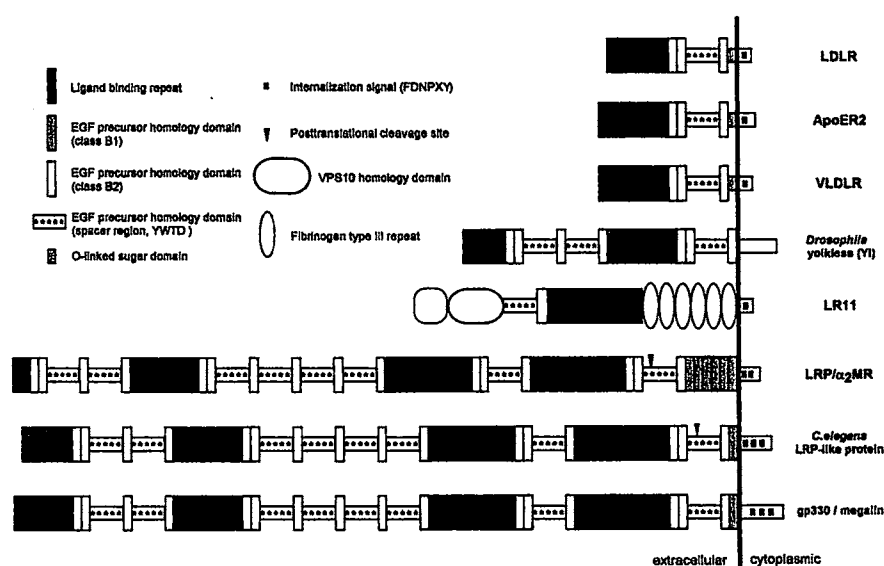 Ligand binding repeat
EGF precursor homology domain
(class B1)
EGF precursor homology domain
(class B2)
EGF precursor homology domain
(spacer region, YWTD )
O-linked sugar domain
Internalization signal (FDNPXY)
Posttranslational cleavage site
VPS10 homology domain
Fibrinogen type III repeat
LDLR
ApoER2
VLDLR
Drosophila
yolkless (Yl)
LR11
LRP/α2MR
C.elegans
LRP-like protein
gp330 / megalin
extracellular
cytoplasmic